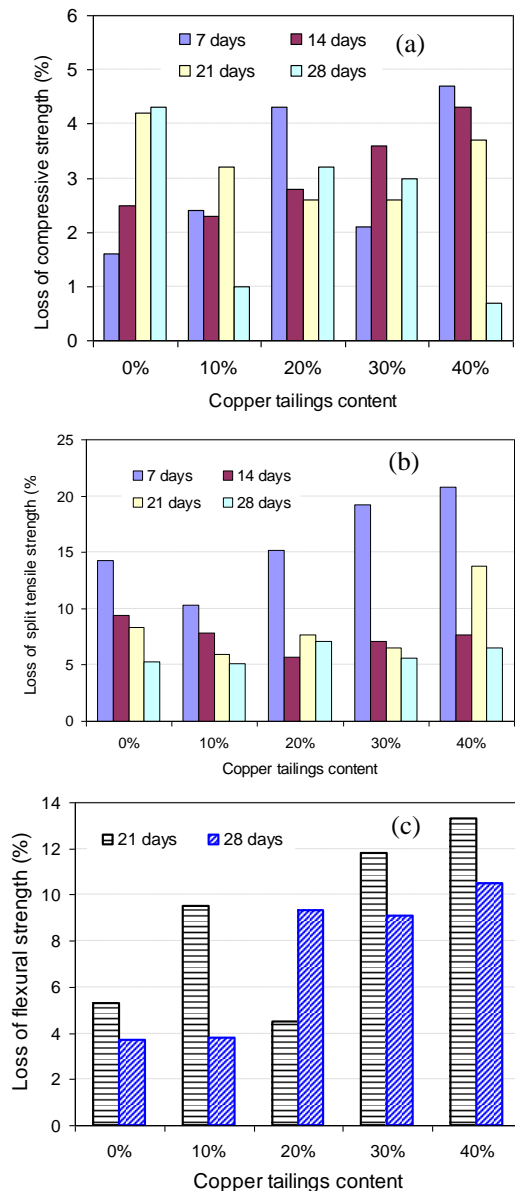 (a)
7 days 14 days
21 days 28 days
Loss of compressive strength (%)
6
5
4
3
2
1
0
0% 10% 20% 30% 40%
Copper tailings content
(b)
7 days 14 days
21 days 28 days
Loss of split tensile strength (%
25
20
15
10
5
0
0% 10% 20% 30% 40%
Copper tailings content
(c)
21 days 28 days
Loss of flexural strength (%)
14
12
10
8
6
4
2
0
0% 10% 20% 30% 40%
Copper tailings content